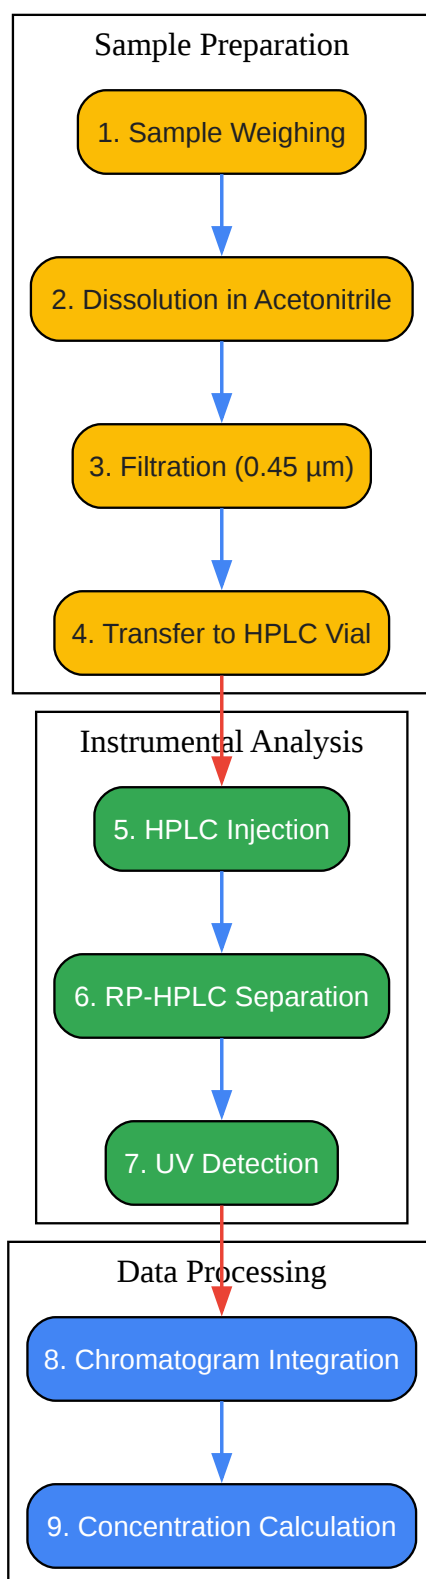 Sample Preparation
1. Sample Weighing
2. Dissolution in Acetonitrile
3. Filtration (0.45 µm)
4. Transfer to HPLC Vial
Instrumental Analysis
5. HPLC Injection
6. RP-HPLC Separation
7. UV Detection
Data Processing
8. Chromatogram Integration
9. Concentration Calculation